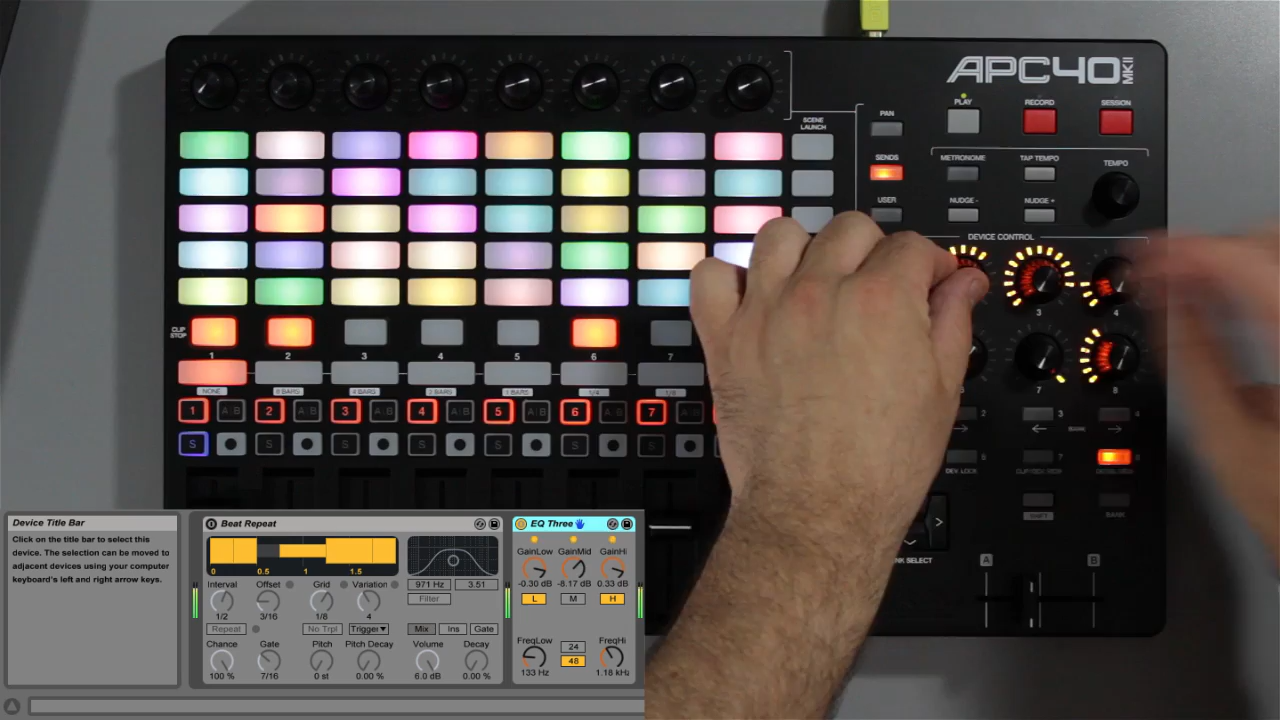 APC40 MKII
PLAY RECORD SESSION
PAN
SCENE LAUNCH
SENDS METRONOME TAP TEMPO TEMPO
USER NUDGE - NUDGE +
DEVICE CONTROL
3 4
CLIP STOP
1 2 3 4 5 6 7
7 8
NONE 8 BARS 4 BARS 2 BARS 1 BARS 1/4 1/8
1 A|B 2 A|B 3 A|B 4 A|B 5 A|B 6 A|B 7 A|B
2 3 4
BANK
S S S S S S S
5 DEV. LOCK 7 8
SHIFT BANK
A B
Device Title Bar
Click on the title bar to select this
device. The selection can be moved to
adjacent devices using your computer
keyboard's left and right arrow keys.
Beat Repeat
0 0.5 1 1.5
Interval Offset Grid Variation
1/2 3/16 1/8 4
Repeat No Trpl Trigger
Chance Gate Pitch Pitch Decay
100 % 7/16 0 st 0.00 %
971 Hz 3.51
Filter
Mix Ins Gate
Volume Decay
6.0 dB 0.00 %
EQ Three
GainLow GainMid GainHi
-0.30 dB -8.17 dB 0.33 dB
L M H
FreqLow 24 FreqHi
133 Hz 48 1.18 kHz